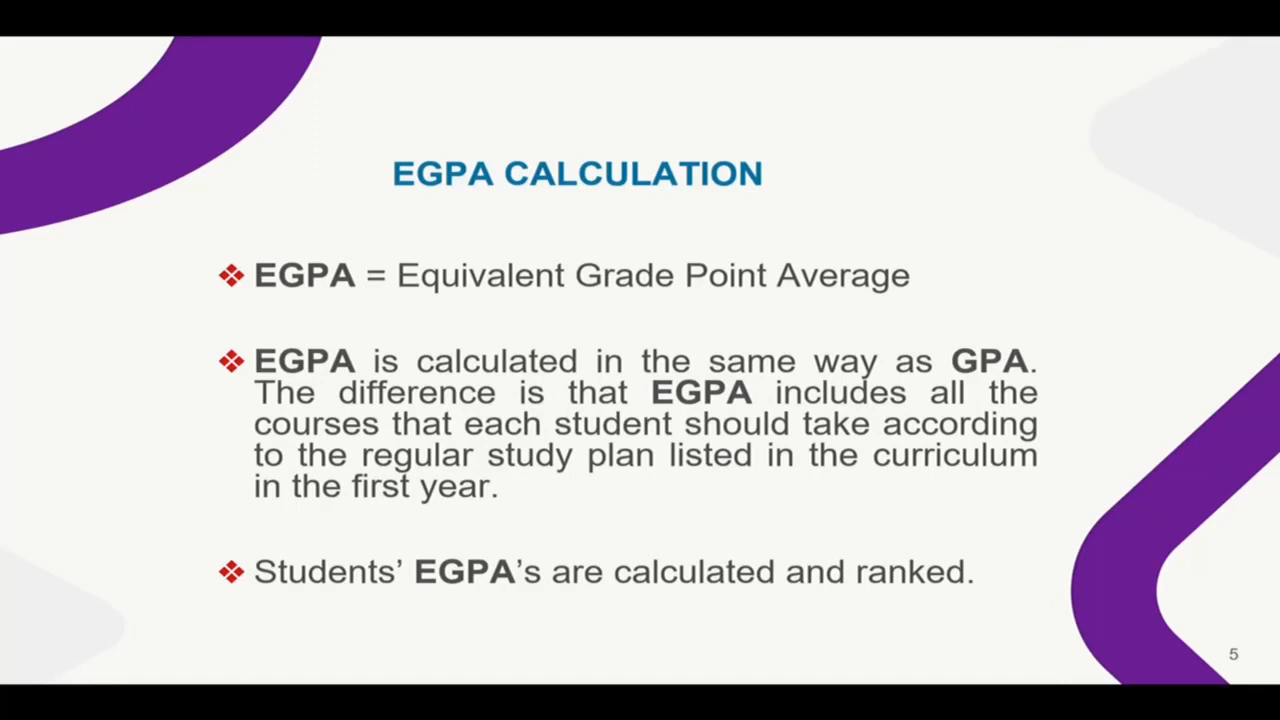 EGPA CALCULATION
❖ EGPA = Equivalent Grade Point Average
❖ EGPA is calculated in the same way as GPA.
The difference is that EGPA includes all the
courses that each student should take according
to the regular study plan listed in the curriculum
in the first year.
❖ Students’ EGPA’s are calculated and ranked.
5